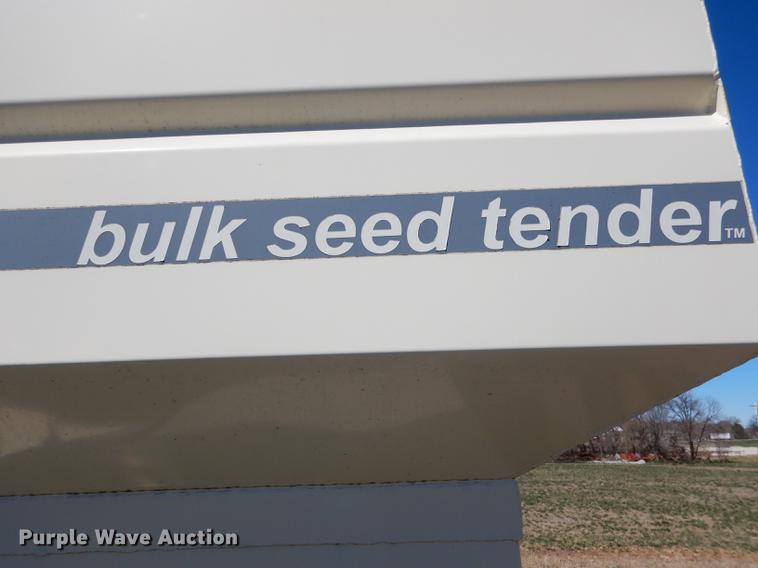 bulk seed tender™
Purple Wave Auction